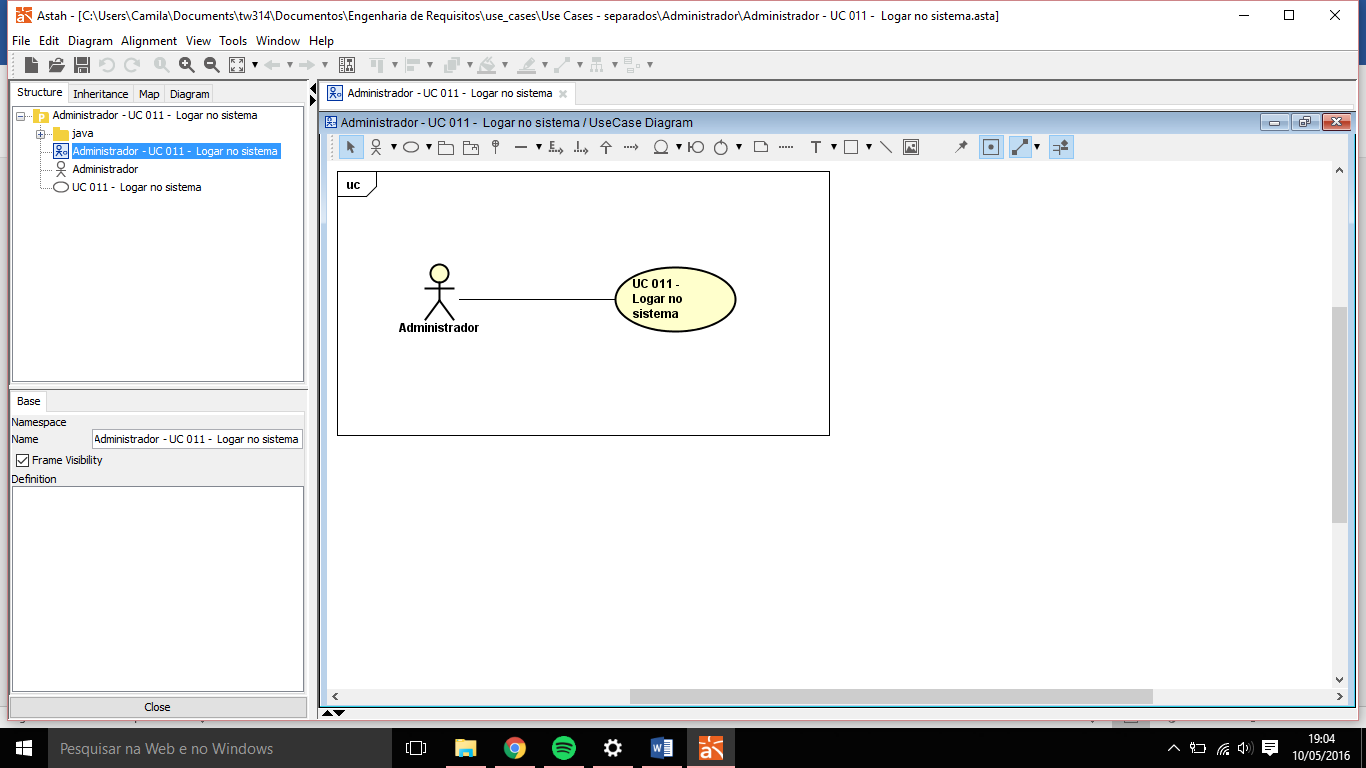 Astah - [C:\Users\Camila\Documents\tw314\Documentos\Engenharia de Requisitos\use_cases\Use Cases - separados\Administrador\Administrador - UC 011 -  Logar no sistema.asta]
File Edit Diagram Alignment View Tools Window Help
Structure Inheritance Map Diagram
Administrador - UC 011 -  Logar no sistema
java
Administrador - UC 011 -  Logar no sistema
Administrador
UC 011 -  Logar no sistema
Base
Namespace
Name Administrador - UC 011 -  Logar no sistema
Frame Visibility
Definition
Close
Administrador - UC 011 -  Logar no sistema
Administrador - UC 011 -  Logar no sistema / UseCase Diagram
uc
Administrador
UC 011 -
Logar no
sistema
Pesquisar na Web e no Windows
19:04
10/05/2016